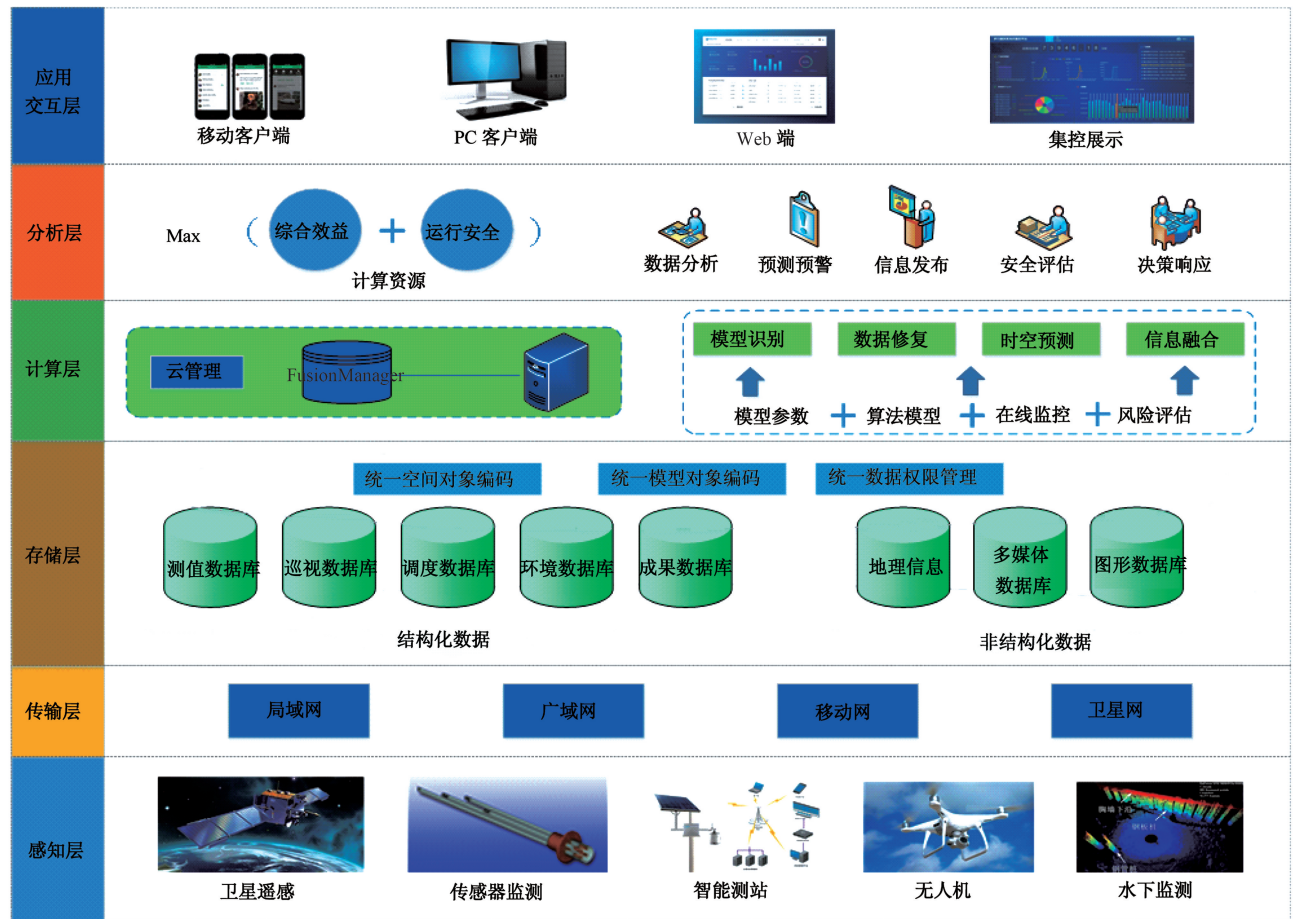 应用
交互层
移动客户端
PC 客户端
Web 端
集控展示
分析层
Max
(
综合效益
+
运行安全
)
计算资源
数据分析
预测预警
信息发布
安全评估
决策响应
计算层
云管理
FusionManager
模型识别
数据修复
时空预测
信息融合
模型参数
+
算法模型
+
在线监控
+
风险评估
存储层
统一空间对象编码
统一模型对象编码
统一数据权限管理
测值数据库
巡视数据库
调度数据库
环境数据库
成果数据库
地理信息
多媒体
数据库
图形数据库
结构化数据
非结构化数据
传输层
局域网
广域网
移动网
卫星网
感知层
卫星遥感
传感器监测
智能测站
无人机
水下监测